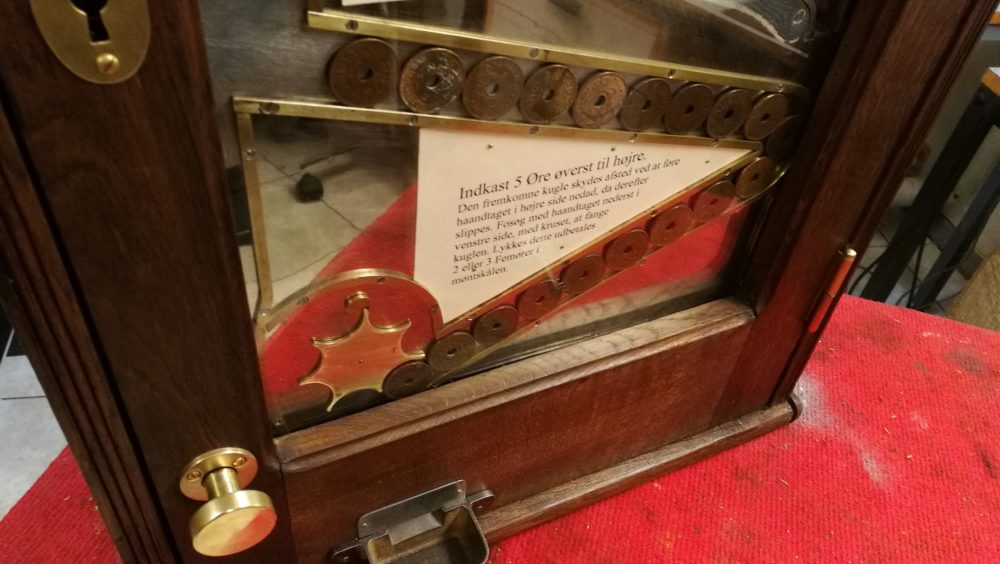 Indkast 5 Øre øverst til højre.
Den fremkomne kugle skydes afsted ved at føre
haandtaget i højre side nedad, da derefter
slippes. Fosøg med haandtaget nederst i
venstre side, med kruset, at fange
kuglen. Lykkes dette udbetales
2 eller 3 Femører i
møntskålen.